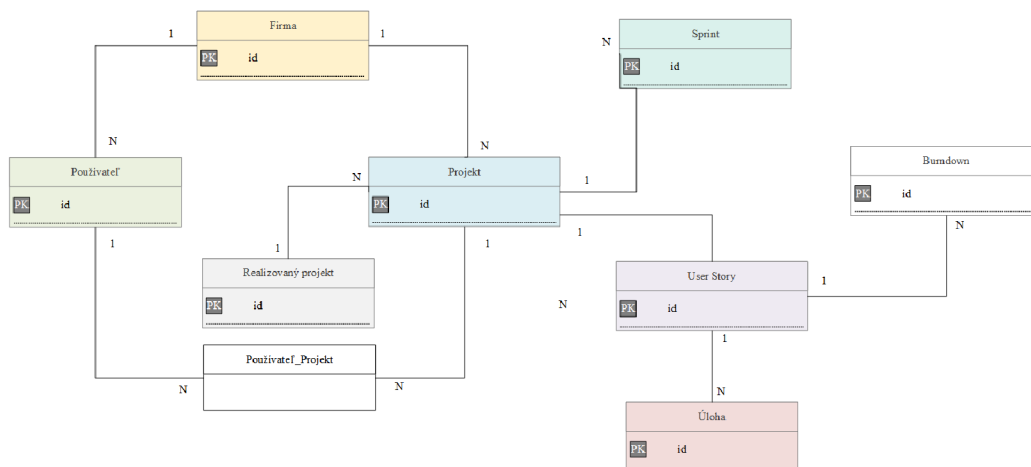 Firma
PK id
Sprint
PK id
1
1
N
N
N
Používateľ
PK id
Projekt
PK id
Burndown
PK id
N
1
1
1
1
1
N
Realizovaný projekt
PK id
User Story
PK id
1
N
Používateľ_Projekt
N
N
1
N
Úloha
PK id